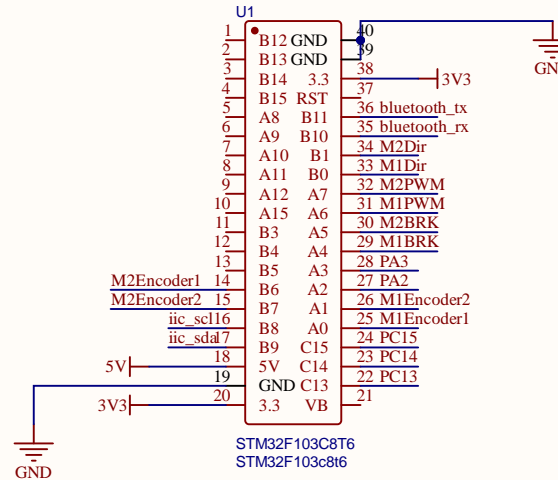 U1
1 B12 GND 40
2 B13 GND 39
3 B14 3.3 38 3V3
4 B15 RST 37
5 A8 B11 36 bluetooth_tx
6 A9 B10 35 bluetooth_rx
7 A10 B1 34 M2Dir
8 A11 B0 33 M1Dir
9 A12 A7 32 M2PWM
10 A15 A6 31 M1PWM
11 B3 A5 30 M2BRK
12 B4 A4 29 M1BRK
13 B5 A3 28 PA3
M2Encoder1 14 B6 A2 27 PA2
M2Encoder2 15 B7 A1 26 M1Encoder2
iic_scl 16 B8 A0 25 M1Encoder1
iic_sda 17 B9 C15 24 PC15
5V 18 5V C14 23 PC14
19 GND C13 22 PC13
3V3 20 3.3 VB 21
GND
GN
STM32F103C8T6
STM32F103c8t6